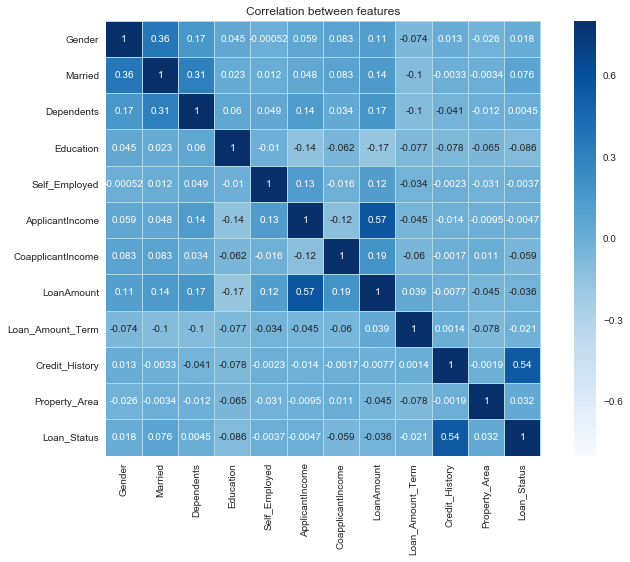 Correlation between features
Gender 1 0.36 0.17 0.045 -0.00052 0.059 0.083 0.11 -0.074 0.013 -0.026 0.018
Married 0.36 1 0.31 0.023 0.012 0.048 0.083 0.14 -0.1 -0.0033 -0.0034 0.076
Dependents 0.17 0.31 1 0.06 0.049 0.14 0.034 0.17 -0.1 -0.041 -0.012 0.0045
Education 0.045 0.023 0.06 1 -0.01 -0.14 -0.062 -0.17 -0.077 -0.078 -0.065 -0.086
Self_Employed -0.00052 0.012 0.049 -0.01 1 0.13 -0.016 0.12 -0.034 -0.0023 -0.031 -0.0037
ApplicantIncome 0.059 0.048 0.14 -0.14 0.13 1 -0.12 0.57 -0.045 -0.014 -0.0095 -0.0047
CoapplicantIncome 0.083 0.083 0.034 -0.062 -0.016 -0.12 1 0.19 -0.06 -0.0017 0.011 -0.059
LoanAmount 0.11 0.14 0.17 -0.17 0.12 0.57 0.19 1 0.039 -0.0077 -0.045 -0.036
Loan_Amount_Term -0.074 -0.1 -0.1 -0.077 -0.034 -0.045 -0.06 0.039 1 0.0014 -0.078 -0.021
Credit_History 0.013 -0.0033 -0.041 -0.078 -0.0023 -0.014 -0.0017 -0.0077 0.0014 1 -0.0019 0.54
Property_Area -0.026 -0.0034 -0.012 -0.065 -0.031 -0.0095 0.011 -0.045 -0.078 -0.0019 1 0.032
Loan_Status 0.018 0.076 0.0045 -0.086 -0.0037 -0.0047 -0.059 -0.036 -0.021 0.54 0.032 1
Gender Married Dependents Education Self_Employed ApplicantIncome CoapplicantIncome LoanAmount Loan_Amount_Term Credit_History Property_Area Loan_Status
0.6
0.3
0.0
−0.3
−0.6